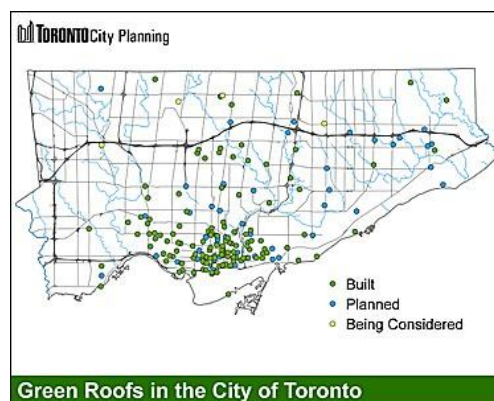 TORONTO City Planning
Built
Planned
Being Considered
Green Roofs in the City of Toronto